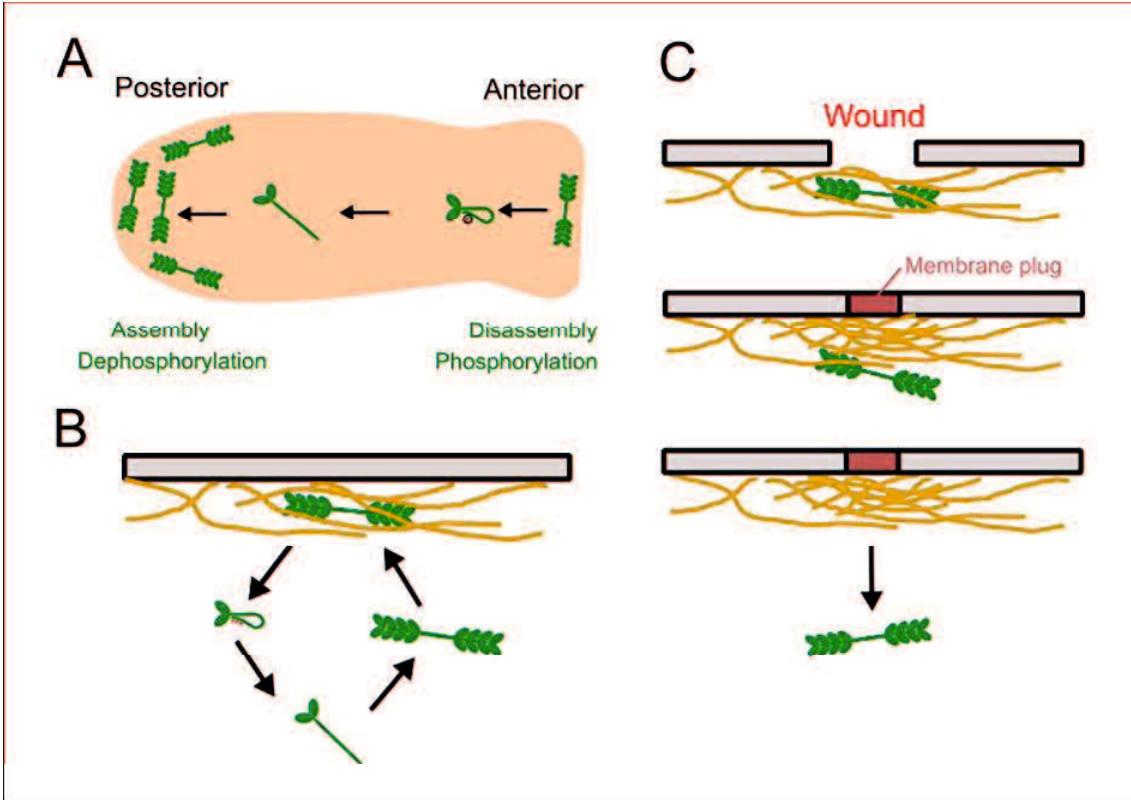 A
Posterior
Anterior
Assembly
Dephosphorylation
Disassembly
Phosphorylation
B
C
Wound
Membrane plug